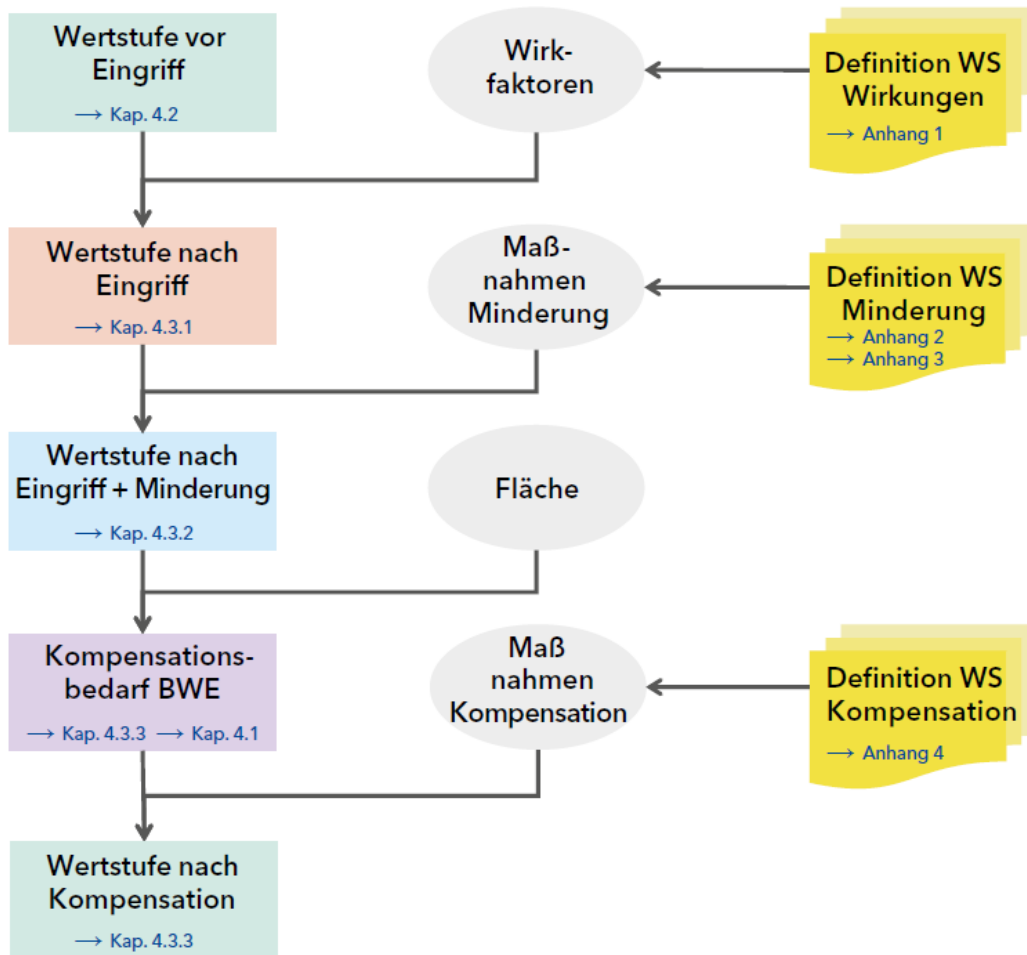 Wertstufe vor
Eingriff
→ Kap. 4.2
Wirk-
faktoren
Definition WS
Wirkungen
→ Anhang 1
Wertstufe nach
Eingriff
→ Kap. 4.3.1
Maß-
nahmen
Minderung
Definition WS
Minderung
→ Anhang 2
→ Anhang 3
Wertstufe nach
Eingriff + Minderung
→ Kap. 4.3.2
Fläche
Kompensations-
bedarf BWE
→ Kap. 4.3.3 → Kap. 4.1
Maß
nahmen
Kompensation
Definition WS
Kompensation
→ Anhang 4
Wertstufe nach
Kompensation
→ Kap. 4.3.3